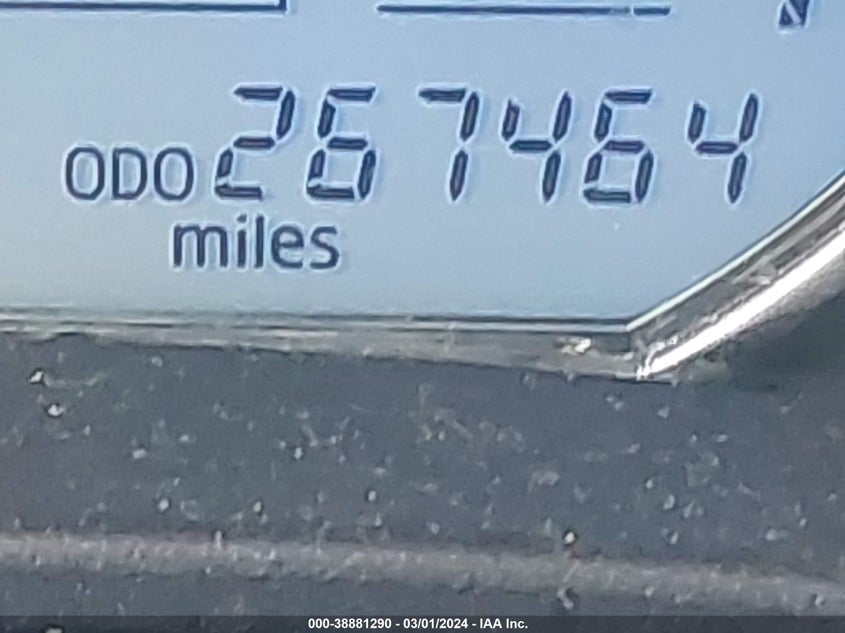 ODO 267464
miles
000-38881290 - 03/01/2024 - IAA Inc.